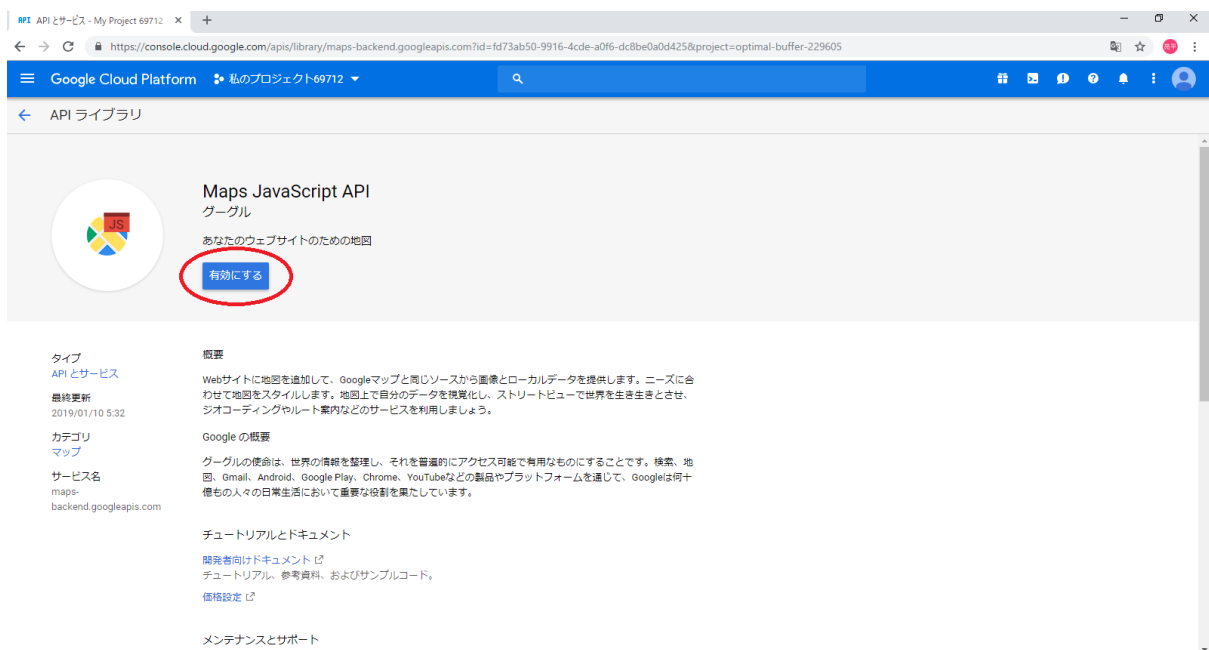 API API とサービス - My Project 69712
https://console.cloud.google.com/apis/library/maps-backend.googleapis.com?id=fd73ab50-9916-4cde-a0f6-dc8be0a0d425&project=optimal-buffer-229605
Google Cloud Platform 私のプロジェクト69712
API ライブラリ
JS
Maps JavaScript API
グーグル
あなたのウェブサイトのための地図
有効にする
タイプ
API とサービス
最終更新
2019/01/10 5:32
カテゴリ
マップ
サービス名
maps-
backend.googleapis.com
概要
Webサイトに地図を追加して、Googleマップと同じソースから画像とローカルデータを提供します。ニーズに合
わせて地図をスタイルします。地図上で自分のデータを視覚化し、ストリートビューで世界を生き生きとさせ、
ジオコーディングやルート案内などのサービスを利用しましょう。
Google の概要
グーグルの使命は、世界の情報を整理し、それを普遍的にアクセス可能で有用なものにすることです。検索、地
図、Gmail、Android、Google Play、Chrome、YouTubeなどの製品やプラットフォームを通じて、Googleは何十
億もの人々の日常生活において重要な役割を果たしています。
チュートリアルとドキュメント
開発者向けドキュメント
チュートリアル、参考資料、およびサンプルコード。
価格設定
メンテナンスとサポート